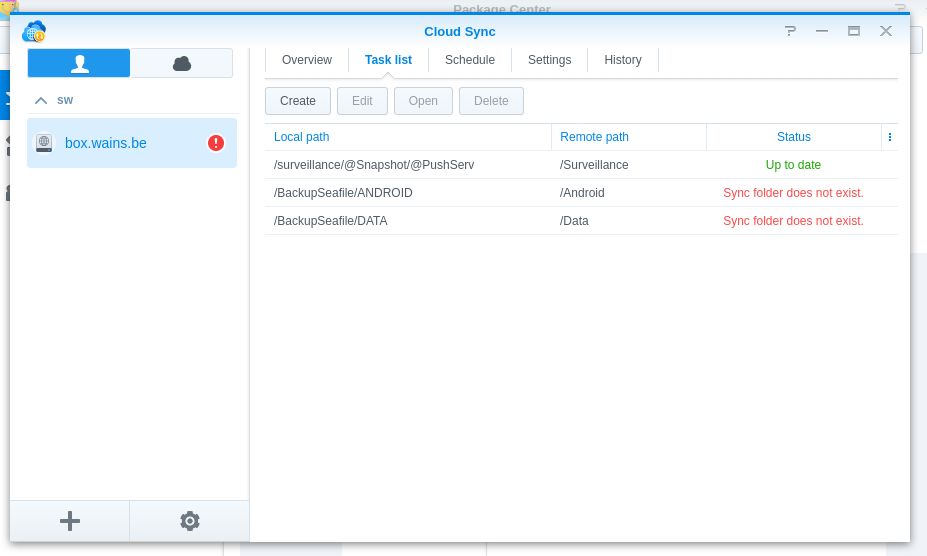 Package Center
Cloud Sync
Overview Task list Schedule Settings History
sw
box.wains.be
Create Edit Open Delete
Local path Remote path Status
/surveillance/@Snapshot/@PushServ /Surveillance Up to date
/BackupSeafile/ANDROID /Android Sync folder does not exist.
/BackupSeafile/DATA /Data Sync folder does not exist.